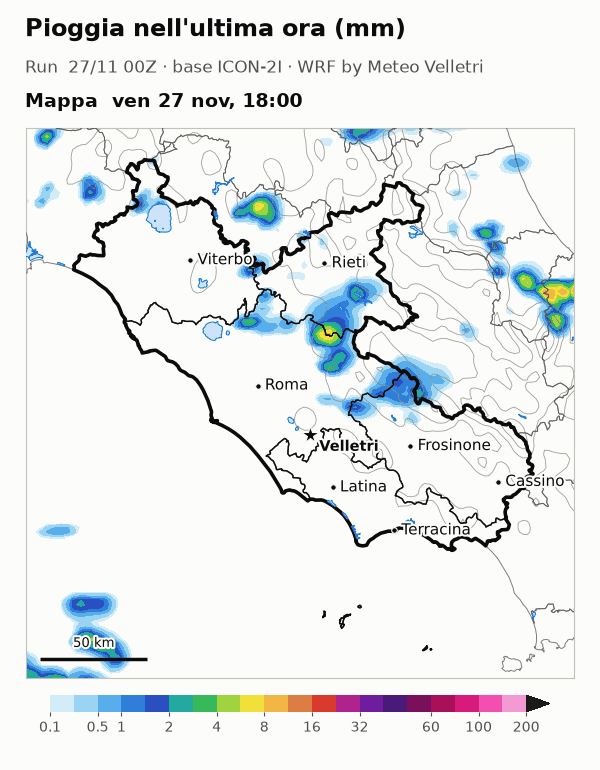 Pioggia nell'ultima ora (mm)
Run  27/11 00Z · base ICON-2I · WRF by Meteo Velletri
Mappa  ven 27 nov, 18:00
Viterbo
Rieti
Roma
Velletri
Frosinone
Cassino
Latina
Terracina
50 km
0.1 0.5 1 2 4 8 16 32 60 100 200